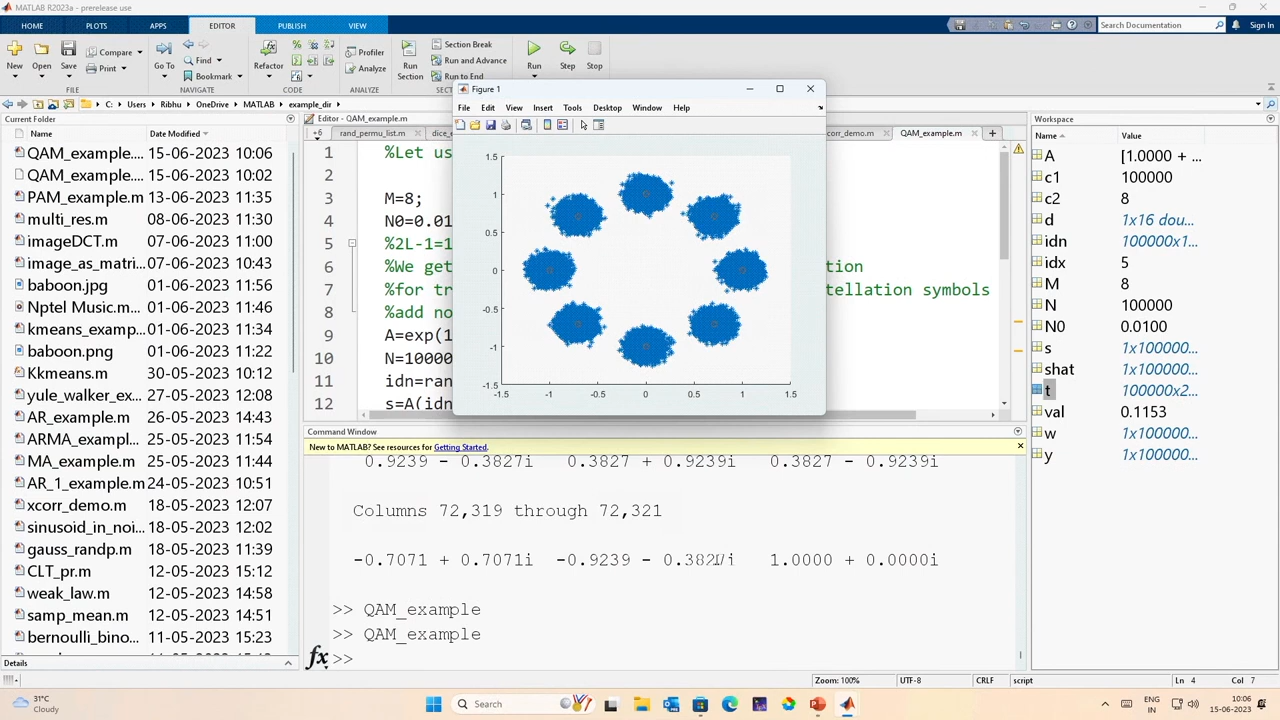 MATLAB R2023a - prerelease use
HOME PLOTS APPS EDITOR PUBLISH VIEW
Search Documentation Sign In
New Open Save Compare Print Go To Find Bookmark Refactor Profiler Analyze Run Section Section Break Run and Advance Run to End Run Step Stop
FILE NAVIGATE CODE ANALYZE SECT
C: Users Ribhu OneDrive MATLAB example_dir
Current Folder
Name Date Modified
QAM_example.... 15-06-2023 10:06
QAM_example.... 15-06-2023 10:02
PAM_example.m 13-06-2023 11:35
multi_res.m 08-06-2023 11:30
imageDCT.m 07-06-2023 11:00
image_as_matri... 07-06-2023 10:43
baboon.jpg 01-06-2023 11:56
Nptel Music.m... 01-06-2023 11:46
kmeans_examp... 01-06-2023 11:34
baboon.png 01-06-2023 11:22
Kkmeans.m 30-05-2023 10:12
yule_walker_ex... 27-05-2023 12:08
AR_example.m 26-05-2023 14:43
ARMA_exampl... 25-05-2023 11:54
MA_example.m 25-05-2023 11:44
AR_1_example.m 24-05-2023 10:51
xcorr_demo.m 18-05-2023 12:07
sinusoid_in_noi... 18-05-2023 12:02
gauss_randp.m 18-05-2023 11:39
CLT_pr.m 12-05-2023 15:12
weak_law.m 12-05-2023 14:58
samp_mean.m 12-05-2023 14:51
bernoulli_bino... 11-05-2023 15:23
Details
Editor - QAM_example.m
+6 rand_permu_list.m dice_ corr_demo.m QAM_example.m
1 %Let us
2
3 M=8;
4 N0=0.01
5 %2L-1=1
6 %We get tion
7 %for tr tellation symbols
8 %add no
9 A=exp(1
10 N=10000
11 idn=ran
12 s=A(idn
Figure 1
File Edit View Insert Tools Desktop Window Help
1.5
1
0.5
0
-0.5
-1
-1.5
-1.5 -1 -0.5 0 0.5 1 1.5
Command Window
New to MATLAB? See resources for Getting Started.
0.9239 - 0.3827i 0.3827 + 0.9239i 0.3827 - 0.9239i
Columns 72,319 through 72,321
-0.7071 + 0.7071i -0.9239 - 0.3827i 1.0000 + 0.0000i
>> QAM_example
>> QAM_example
fx >>
Workspace
Name Value
A [1.0000 + ...
c1 100000
c2 8
d 1x16 dou...
idn 100000x1...
idx 5
M 8
N 100000
N0 0.0100
s 1x100000...
shat 1x100000...
t 100000x2...
val 0.1153
w 1x100000...
y 1x100000...
Zoom: 100% UTF-8 CRLF script Ln 4 Col 7
31°C
Cloudy
Search
ENG
IN
10:06
15-06-2023